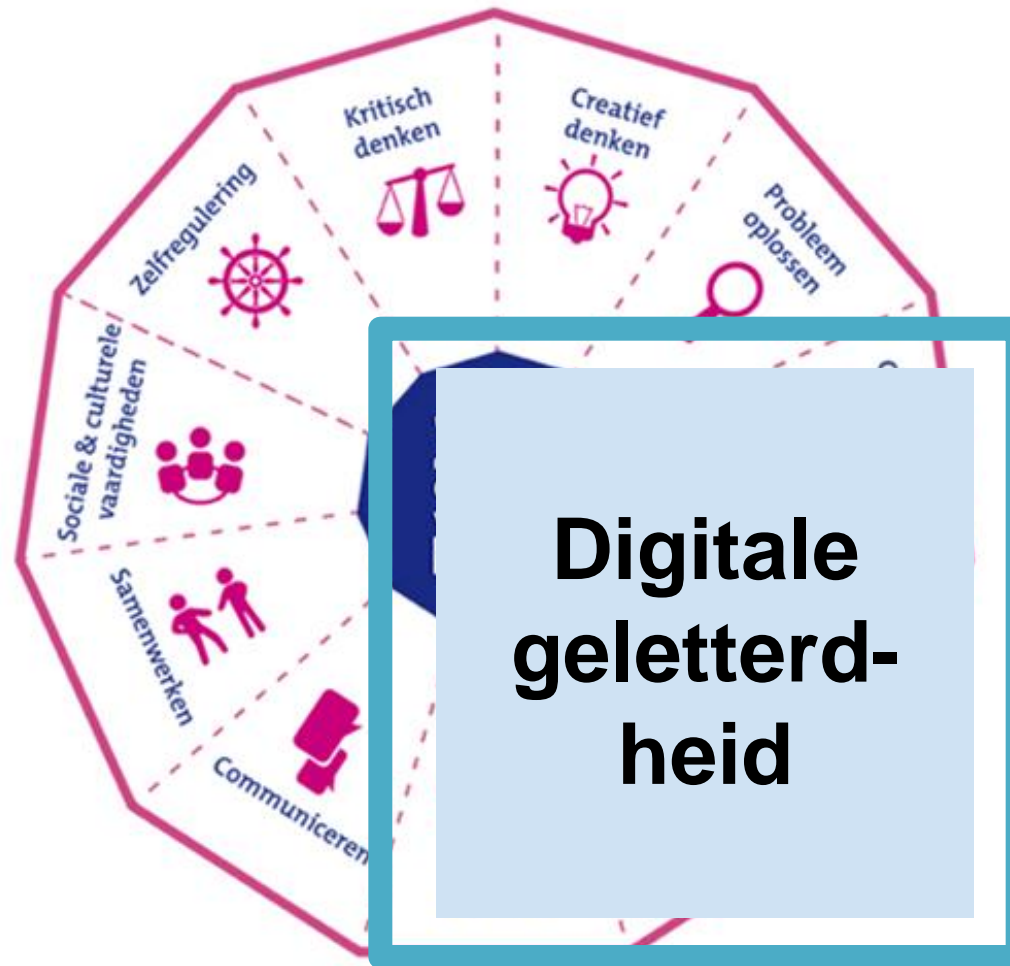 Kritisch
denken
Creatief
denken
Probleem
oplossen
Zelfregulering
Sociale & culturele
vaardigheden
Samenwerken
Communiceren
Digitale
geletterd-
heid